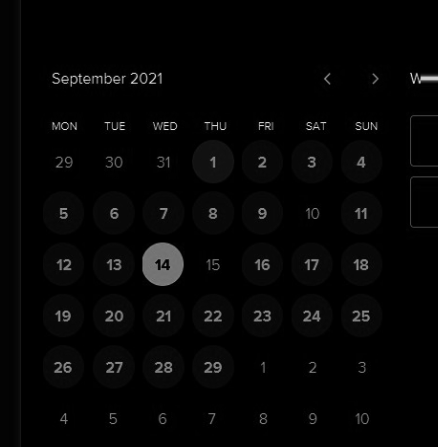 September 2021 < > W
MON TUE WED THU FRI SAT SUN
29 30 31 1 2 3 4
5 6 7 8 9 10 11
12 13 14 15 16 17 18
19 20 21 22 23 24 25
26 27 28 29 1 2 3
4 5 6 7 8 9 10